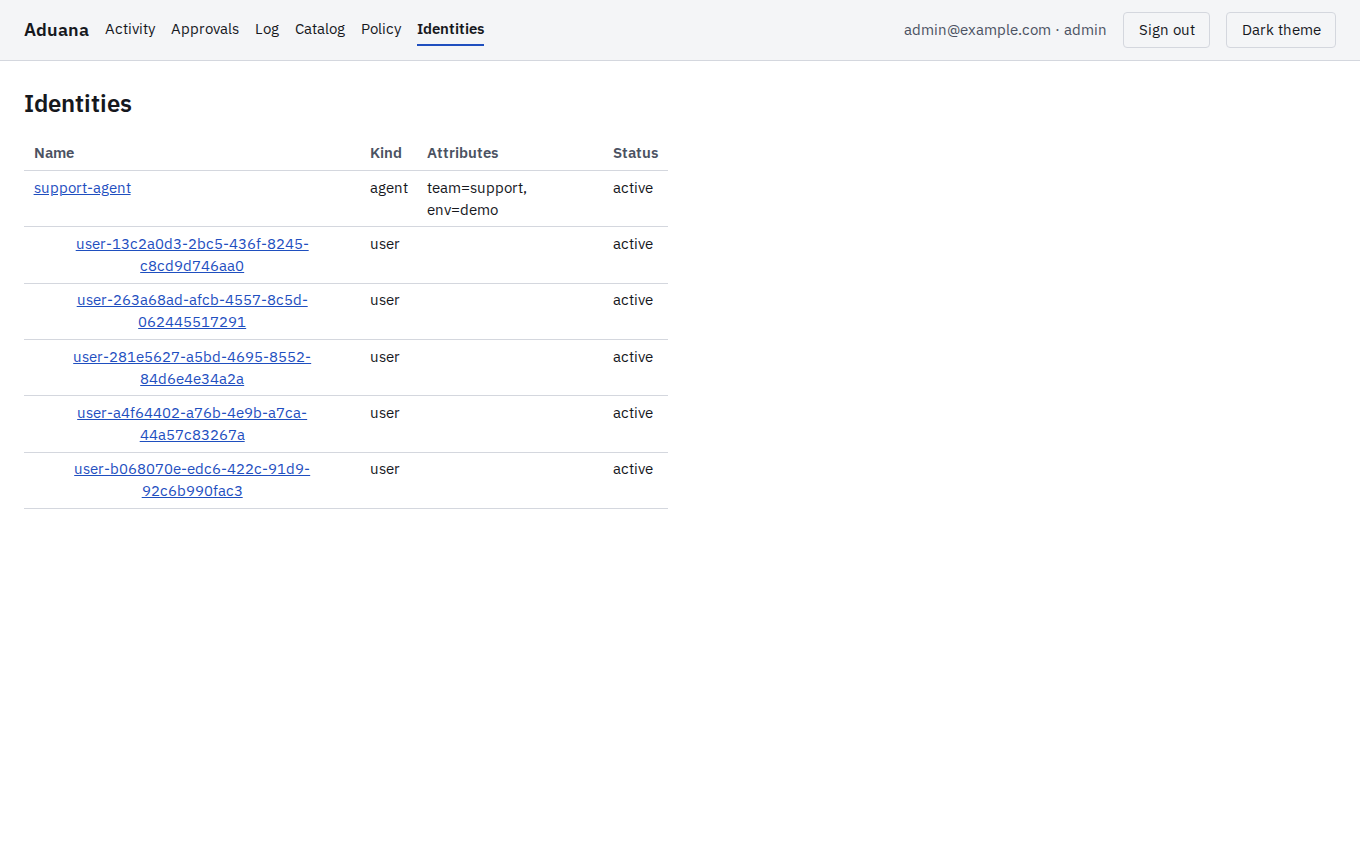 Aduana Activity Approvals Log Catalog Policy Identities admin@example.com · admin Sign out Dark theme
Identities
Name Kind Attributes Status
support-agent agent team=support, active
env=demo
user-13c2a0d3-2bc5-436f-8245- user active
c8cd9d746aa0
user-263a68ad-afcb-4557-8c5d- user active
062445517291
user-281e5627-a5bd-4695-8552- user active
84d6e4e34a2a
user-a4f64402-a76b-4e9b-a7ca- user active
44a57c83267a
user-b068070e-edc6-422c-91d9- user active
92c6b990fac3